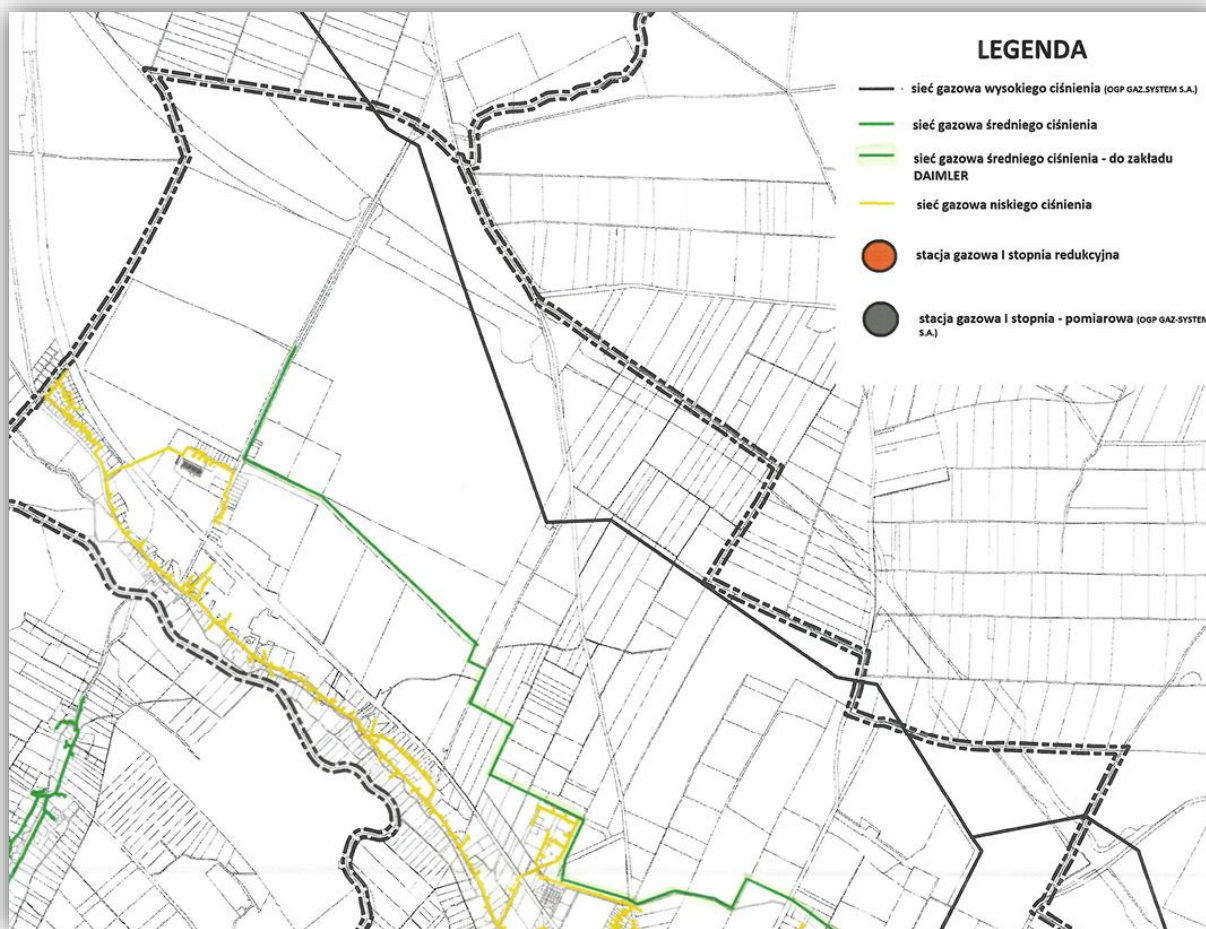 LEGENDA
sieć gazowa wysokiego ciśnienia (OGP GAZ.SYSTEM S.A.)
sieć gazowa średniego ciśnienia
sieć gazowa średniego ciśnienia - do zakładu
DAIMLER
sieć gazowa niskiego ciśnienia
stacja gazowa I stopnia redukcyjna
stacja gazowa I stopnia - pomiarowa (OGP GAZ-SYSTEM
S.A.)